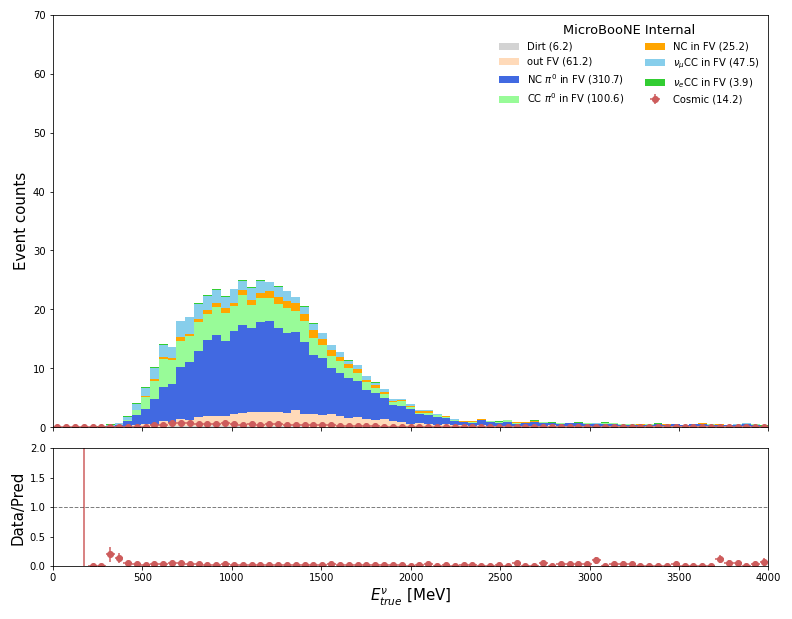 MicroBooNE Internal
Dirt (6.2)
out FV (61.2)
NC π⁰ in FV (310.7)
CC π⁰ in FV (100.6)
NC in FV (25.2)
νμCC in FV (47.5)
νeCC in FV (3.9)
Cosmic (14.2)
Event counts
70
60
50
40
30
20
10
0
Data/Pred
2.0
1.5
1.0
0.5
0.0
0 500 1000 1500 2000 2500 3000 3500 4000
E^ν_true [MeV]